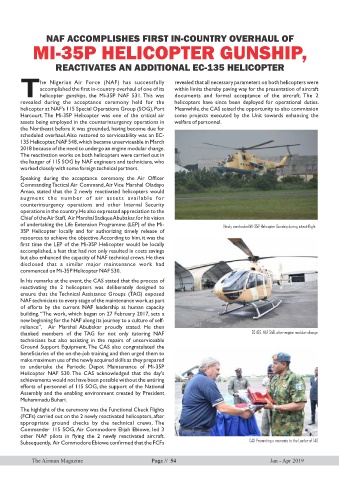 NAF ACCOMPLISHES FIRST IN-COUNTRY OVERHAUL OF
MI-35P HELICOPTER GUNSHIP,
REACTIVATES AN ADDITIONAL EC-135 HELICOPTER
The Nigerian Air Force (NAF) has successfully
accomplished the first in-country overhaul of one of its
helicopter gunships, the Mi-35P NAF 531. This was
revealed during the acceptance ceremony held for the
helicopter at NAF's 115 Special Operations Group (SOG), Port
Harcourt. The Mi-35P Helicopter was one of the critical air
assets being employed in the counterinsurgency operations in
the Northeast before it was grounded, having become due for
scheduled overhaul. Also restored to serviceability was an EC-
135 Helicopter, NAF 548, which became unserviceable in March
2018 because of the need to undergo an engine modular change.
The reactivation works on both helicopters were carried out in
the hangar of 115 SOG by NAF engineers and technicians, who
worked closely with some foreign technical partners.
Speaking during the acceptance ceremony, the Air Officer
Commanding Tactical Air Command, Air Vice Marshal Oladayo
Amao, stated that the 2 newly reactivated helicopters would
augment the number of air assets available for
counterinsurgency operations and other Internal Security
operations in the country. He also expressed appreciation to the
Chief of the Air Staff, Air Marshal Sadique Abubakar, for his vision
of undertaking the Life Extension Programme (LEP) of the Mi-
35P Helicopter locally and for authorizing timely release of
resources to achieve the objective. According to him, it was the
first time the LEP of the Mi-35P Helicopter would be locally
accomplished, a feat that had not only resulted in costs savings
but also enhanced the capacity of NAF technical crews. He then
disclosed that a similar major maintenance work had
commenced on Mi-35P Helicopter NAF 530.
In his remarks at the event, the CAS stated that the process of
reactivating the 2 helicopters was deliberately designed to
ensure that the Technical Assistance Groups (TAG) exposed
NAF technicians to every stage of the maintenance work, as part
of efforts by the current NAF leadership at human capacity
building. "The work, which began on 27 February 2017, sets a
new beginning for the NAF along its journey to a culture of self-
reliance". Air Marshal Abubakar proudly stated. He then
thanked members of the TAG for not only tutoring NAF
technicians but also assisting in the repairs of unserviceable
Ground Support Equipment. The CAS also congratulated the
beneficiaries of the on-the-job training and then urged them to
make maximum use of the newly acquired skills as they prepared
to undertake the Periodic Depot Maintenance of Mi-35P
Helicopter NAF 530. The CAS acknowledged that the day's
achievements would not have been possible without the untiring
efforts of personnel of 115 SOG, the support of the National
Assembly and the enabling environment created by President
Muhammadu Buhari.
The highlight of the ceremony was the Functional Check Flights
(FCFs) carried out on the 2 newly reactivated helicopters, after
appropriate ground checks by the technical crews. The
Commander 115 SOG, Air Commodore Elijah Ebiowe, led 3
other NAF pilots in flying the 2 newly reactivated aircraft.
Subsequently, Air Commodore Ebiowe confirmed that the FCFs
revealed that all necessary parameters on both helicopters were
within limits thereby paving way for the presentation of aircraft
documents and formal acceptance of the aircraft. The 2
helicopters have since been deployed for operational duties.
Meanwhile, the CAS seized the opportunity to also commission
some projects executed by the Unit towards enhancing the
welfare of personnel.
CAS Presenting a memento to the Leader of TAG
The Airman Magazine
Page // 54
Jan - Apr 2019